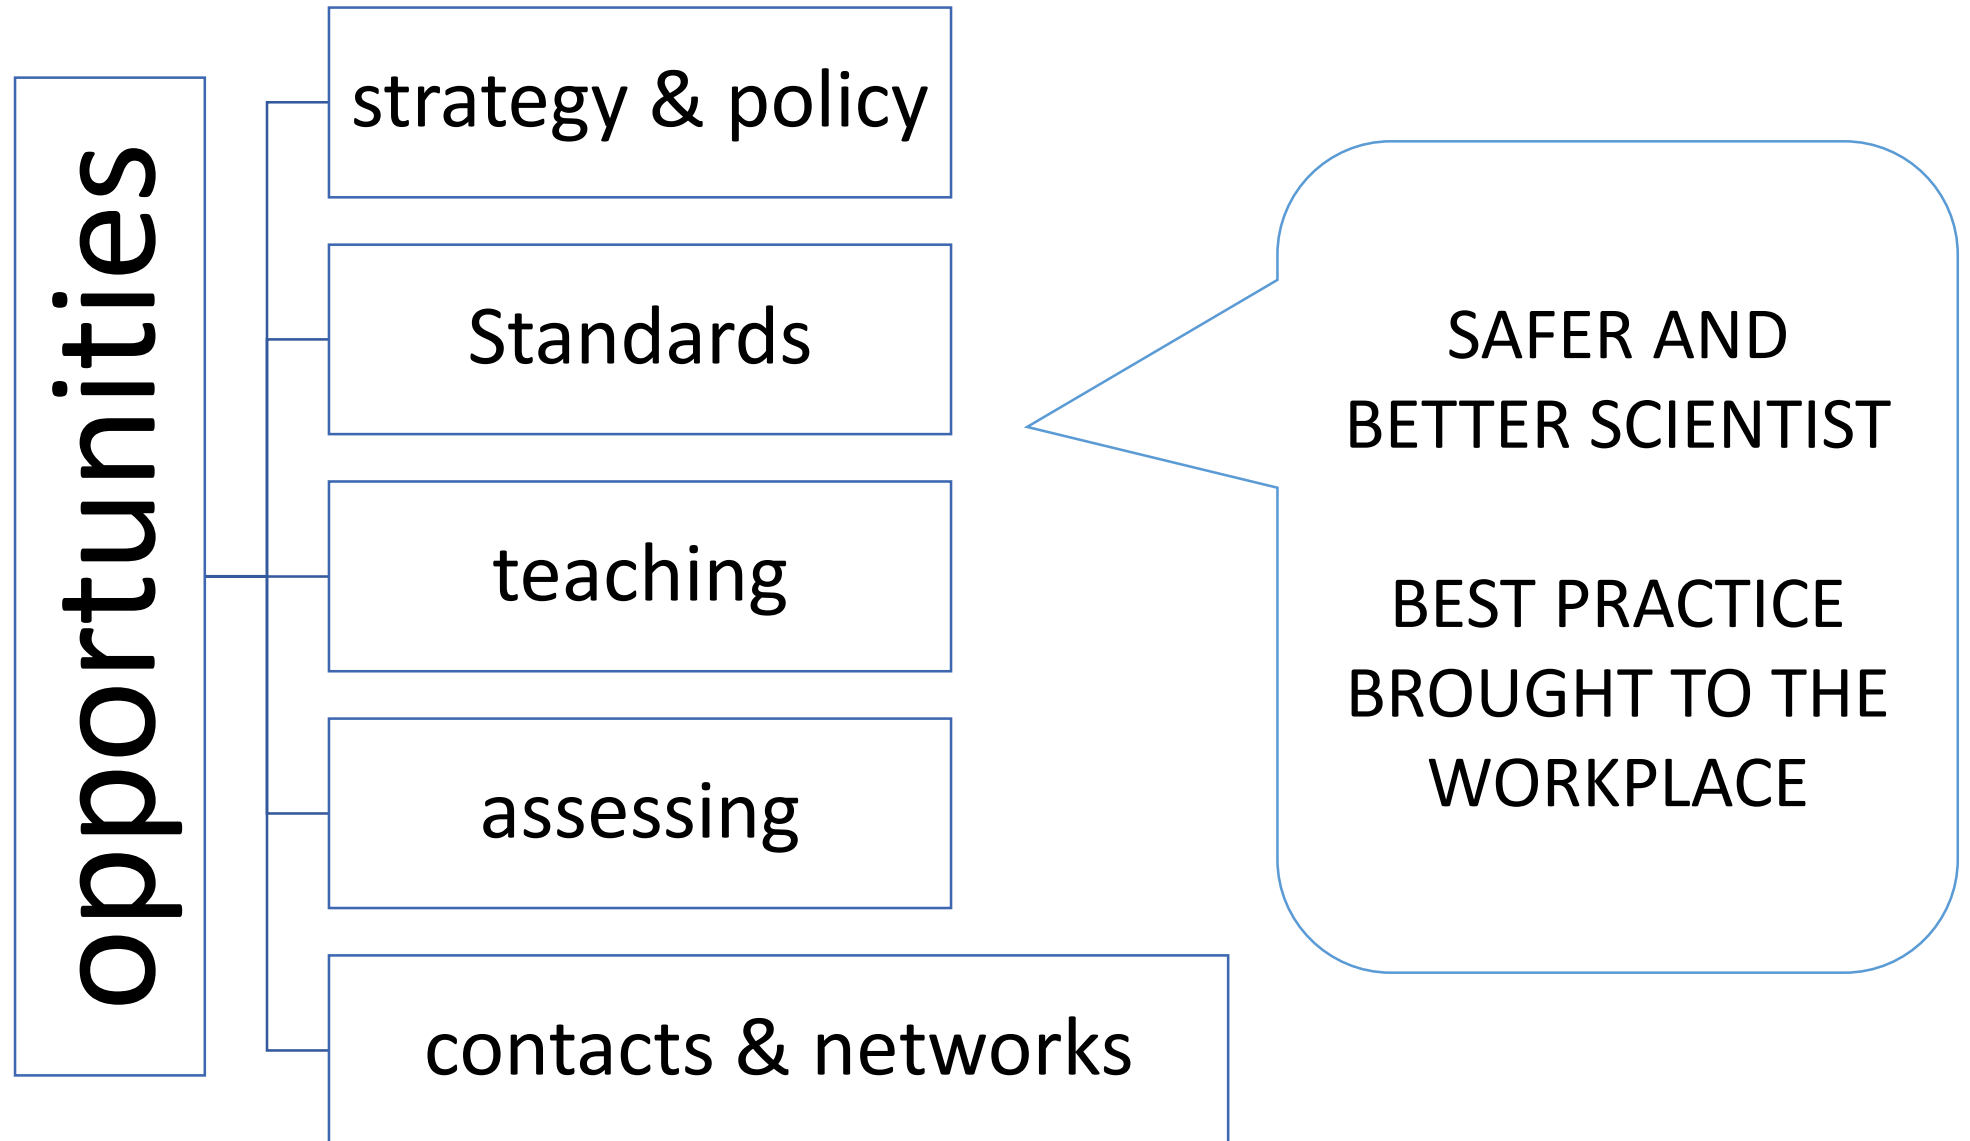 opportunities
strategy & policy
Standards
teaching
assessing
contacts & networks
SAFER AND
BETTER SCIENTIST
BEST PRACTICE
BROUGHT TO THE
WORKPLACE